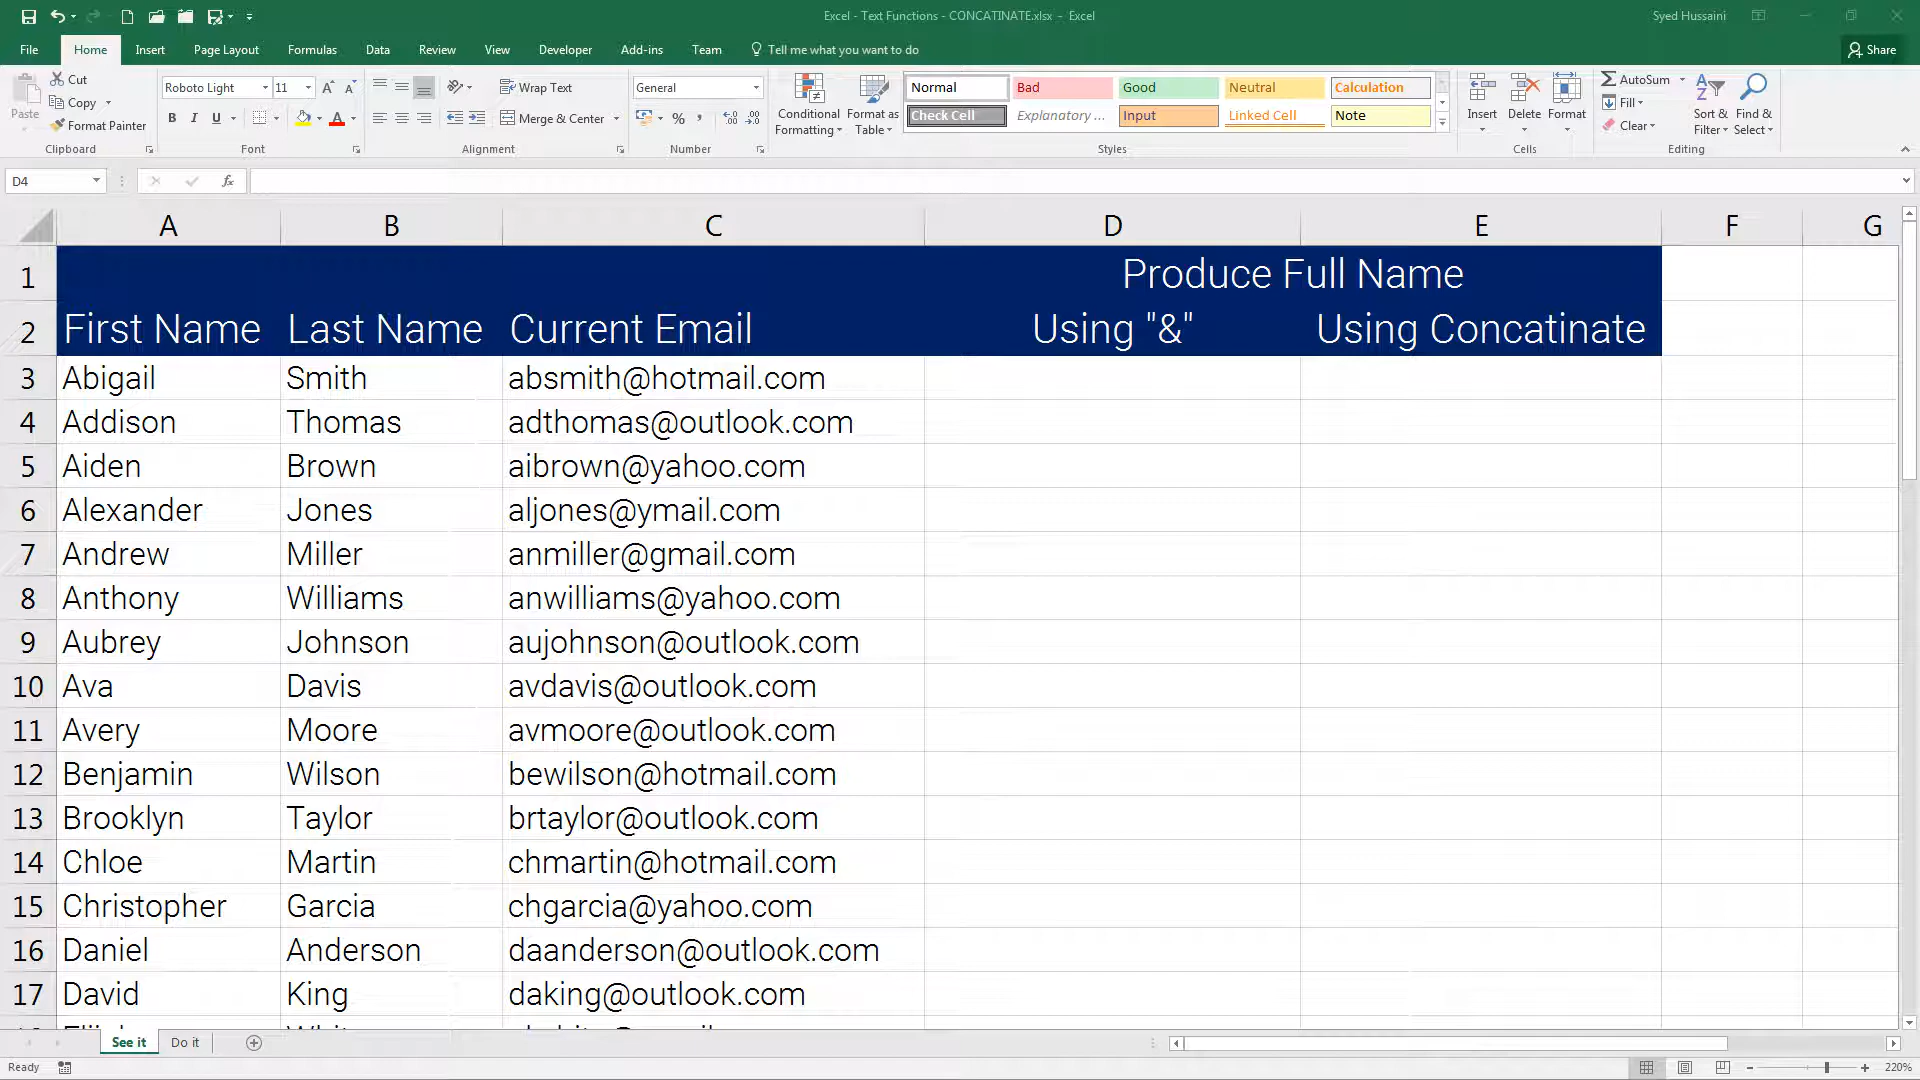 Excel - Text Functions - CONCATINATE.xlsx - Excel
Syed Hussaini
File Home Insert Page Layout Formulas Data Review View Developer Add-ins Team Tell me what you want to do Share
Paste
Cut
Copy
Format Painter
Clipboard
Roboto Light 11
B I U
Font
Wrap Text
Merge & Center
Alignment
General
Number
Conditional Formatting
Format as Table
Normal Bad Good Neutral Calculation
Check Cell Explanatory ... Input Linked Cell Note
Styles
Insert Delete Format
Cells
AutoSum
Fill
Clear
Sort & Filter
Find & Select
Editing
D4 fx
A B C D E F G
1 Produce Full Name
2 First Name Last Name Current Email Using "&" Using Concatinate
3 Abigail Smith absmith@hotmail.com
4 Addison Thomas adthomas@outlook.com
5 Aiden Brown aibrown@yahoo.com
6 Alexander Jones aljones@ymail.com
7 Andrew Miller anmiller@gmail.com
8 Anthony Williams anwilliams@yahoo.com
9 Aubrey Johnson aujohnson@outlook.com
10 Ava Davis avdavis@outlook.com
11 Avery Moore avmoore@outlook.com
12 Benjamin Wilson bewilson@hotmail.com
13 Brooklyn Taylor brtaylor@outlook.com
14 Chloe Martin chmartin@hotmail.com
15 Christopher Garcia chgarcia@yahoo.com
16 Daniel Anderson daanderson@outlook.com
17 David King daking@outlook.com
See it Do it
Ready 220%